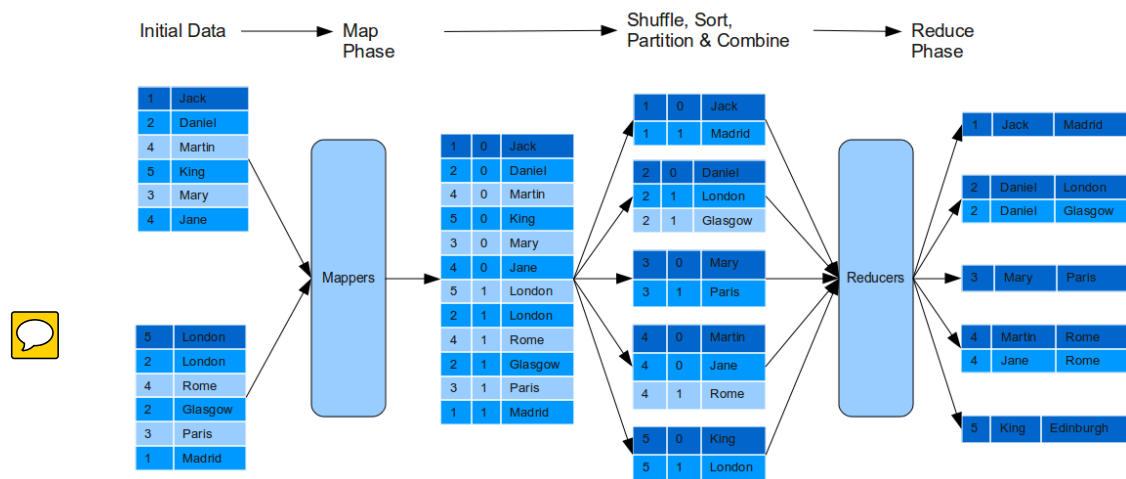 Initial Data
Map
Phase
Shuffle, Sort,
Partition & Combine
Reduce
Phase
1 Jack
2 Daniel
4 Martin
5 King
3 Mary
4 Jane
5 London
2 London
4 Rome
2 Glasgow
3 Paris
1 Madrid
Mappers
1 0 Jack
2 0 Daniel
4 0 Martin
5 0 King
3 0 Mary
4 0 Jane
5 1 London
2 1 London
4 1 Rome
2 1 Glasgow
3 1 Paris
1 1 Madrid
1 0 Jack
1 1 Madrid
2 0 Daniel
2 1 London
2 1 Glasgow
3 0 Mary
3 1 Paris
4 0 Martin
4 0 Jane
4 1 Rome
5 0 King
5 1 London
Reducers
1 Jack Madrid
2 Daniel London
2 Daniel Glasgow
3 Mary Paris
4 Martin Rome
4 Jane Rome
5 King Edinburgh